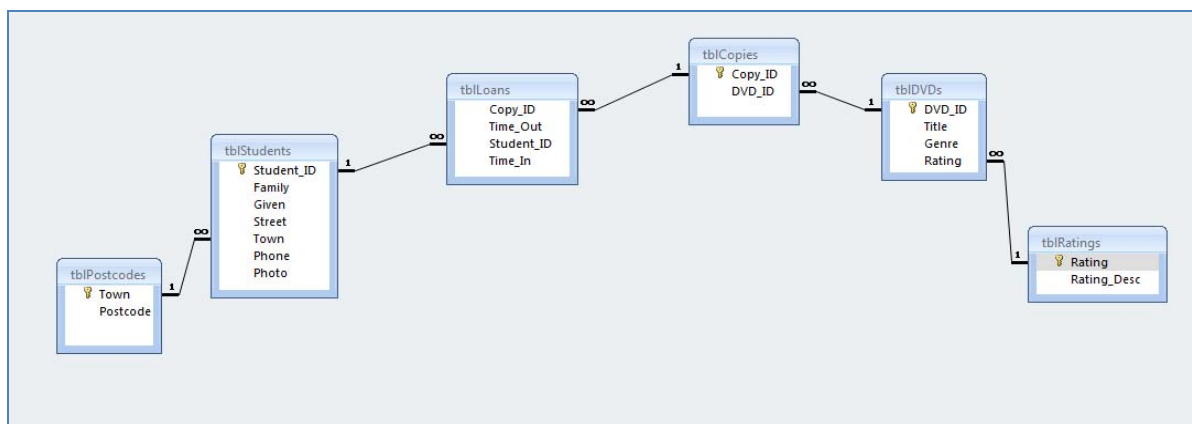 tblPostcodes
Town
Postcode
1
∞
tblStudents
Student_ID
Family
Given
Street
Town
Phone
Photo
1
∞
tblLoans
Copy_ID
Time_Out
Student_ID
Time_In
∞
1
tblCopies
Copy_ID
DVD_ID
∞
1
tblDVDs
DVD_ID
Title
Genre
Rating
∞
1
tblRatings
Rating
Rating_Desc